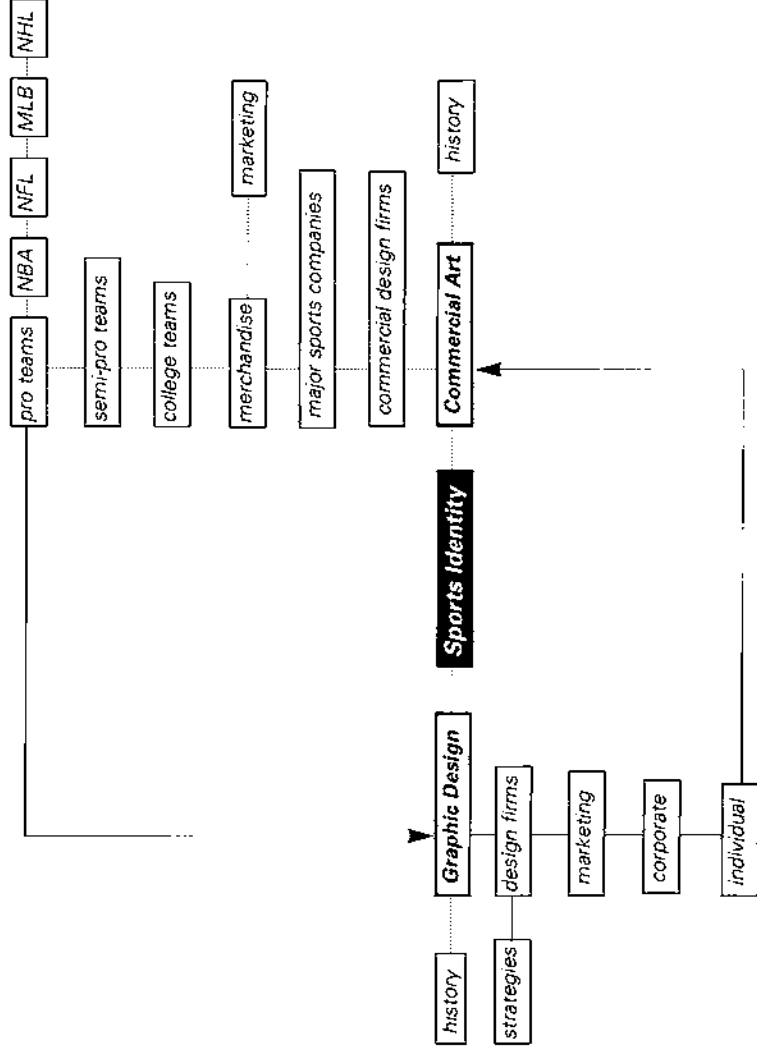 history
Graphic Design
Sports Identity
Commercial Art
history
strategies
design firms
marketing
corporate
individual
commercial design firms
major sports companies
merchandise
marketing
college teams
semi-pro teams
pro teams
NBA
NFL
MLB
NHL